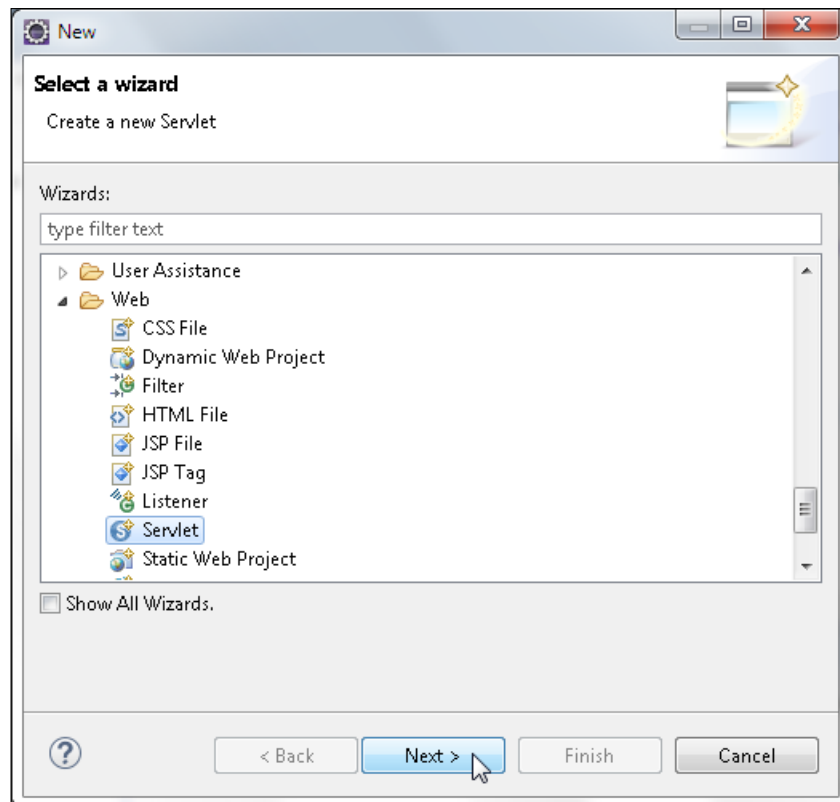 New
Select a wizard
Create a new Servlet
Wizards:
type filter text
User Assistance
Web
CSS File
Dynamic Web Project
Filter
HTML File
JSP File
JSP Tag
Listener
Servlet
Static Web Project
Show All Wizards.
< Back
Next >
Finish
Cancel